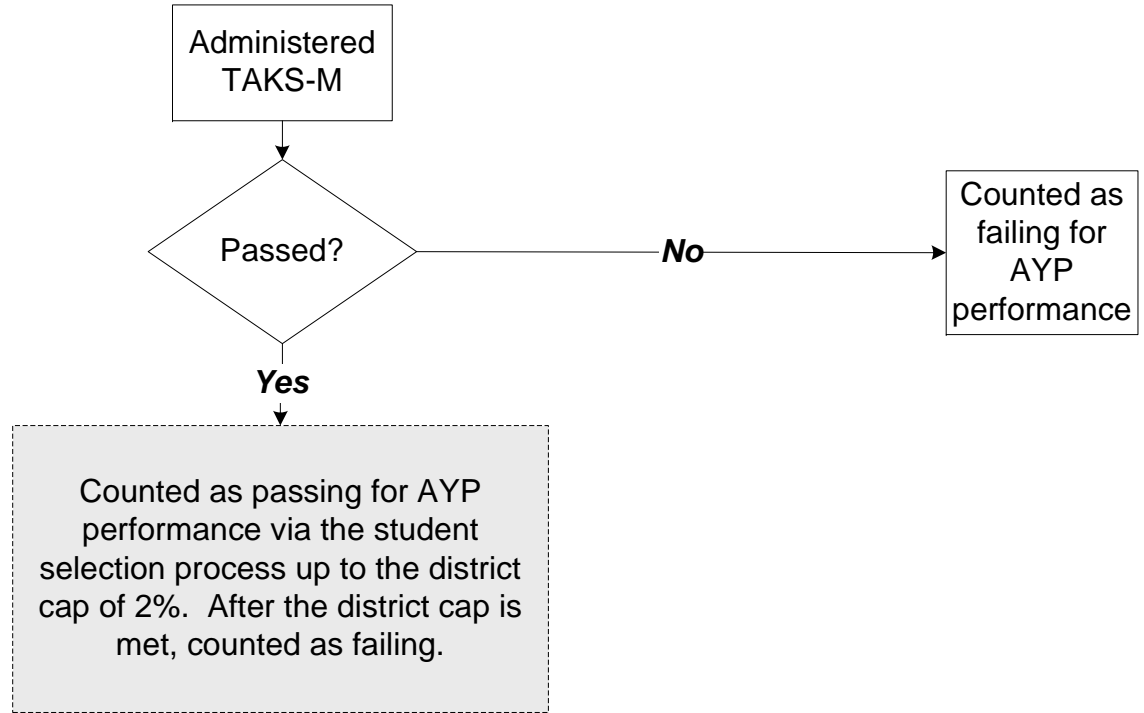 Administered
TAKS-M
Passed?
No
Counted as
failing for
AYP
performance
Yes
Counted as passing for AYP
performance via the student
selection process up to the district
cap of 2%.  After the district cap is
met, counted as failing.